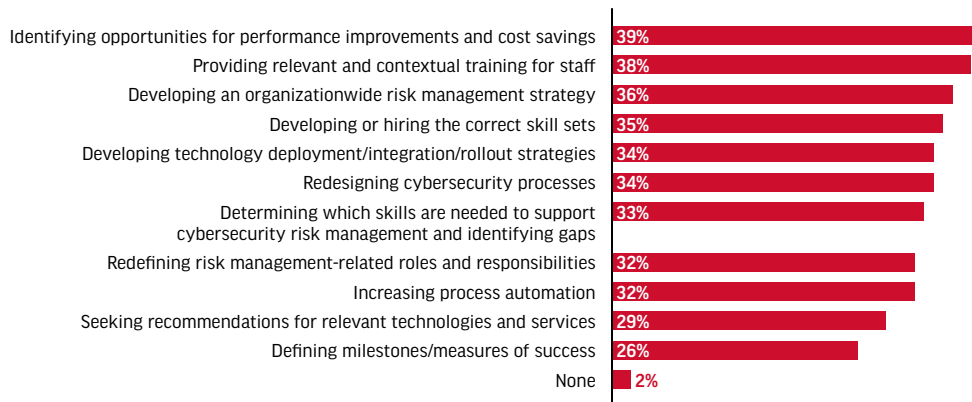 Identifying opportunities for performance improvements and cost savings 39%
Providing relevant and contextual training for staff 38%
Developing an organizationwide risk management strategy 36%
Developing or hiring the correct skill sets 35%
Developing technology deployment/integration/rollout strategies 34%
Redesigning cybersecurity processes 34%
Determining which skills are needed to support 33%
cybersecurity risk management and identifying gaps
Redefining risk management-related roles and responsibilities 32%
Increasing process automation 32%
Seeking recommendations for relevant technologies and services 29%
Defining milestones/measures of success 26%
None 2%